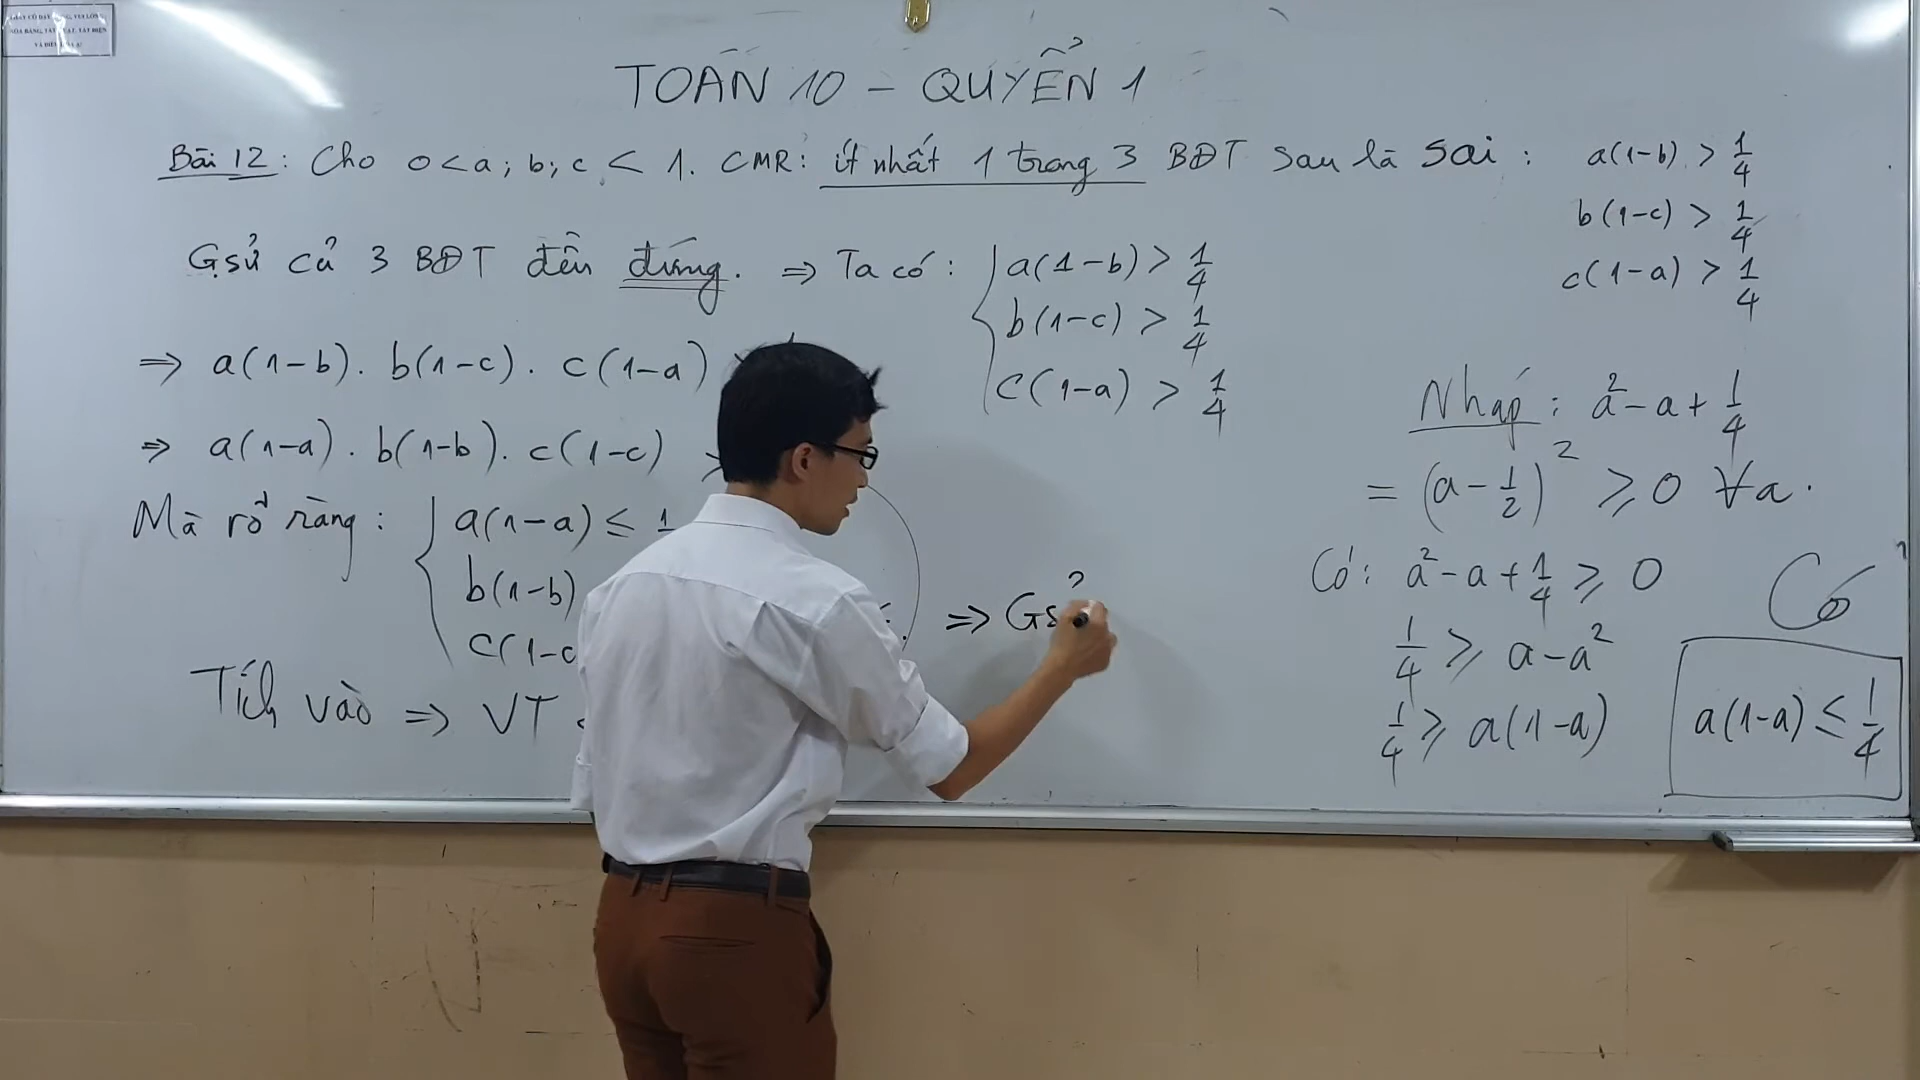 TOÁN 10 – QUYỂN 1
Bài 12: Cho 0 < a; b; c < 1. CMR: ít nhất 1 trong 3 BĐT sau là sai:
a(1-b) > 1/4
b(1-c) > 1/4
c(1-a) > 1/4
Gsử cả 3 BĐT đều đúng. ⇒ Ta có:
a(1-b) > 1/4
b(1-c) > 1/4
c(1-a) > 1/4
⇒ a(1-b). b(1-c). c(1-a)
⇒ a(1-a). b(1-b). c(1-c) >
Mà rõ ràng:
a(1-a) ≤ 1
b(1-b)
c(1-c
Tích vào ⇒ VT
⇒ Gsử
Nháp: a² - a + 1/4
= (a - 1/2)² ≥ 0 ∀a.
Có: a² - a + 1/4 ≥ 0
1/4 ≥ a - a²
1/4 ≥ a(1-a)
a(1-a) ≤ 1/4